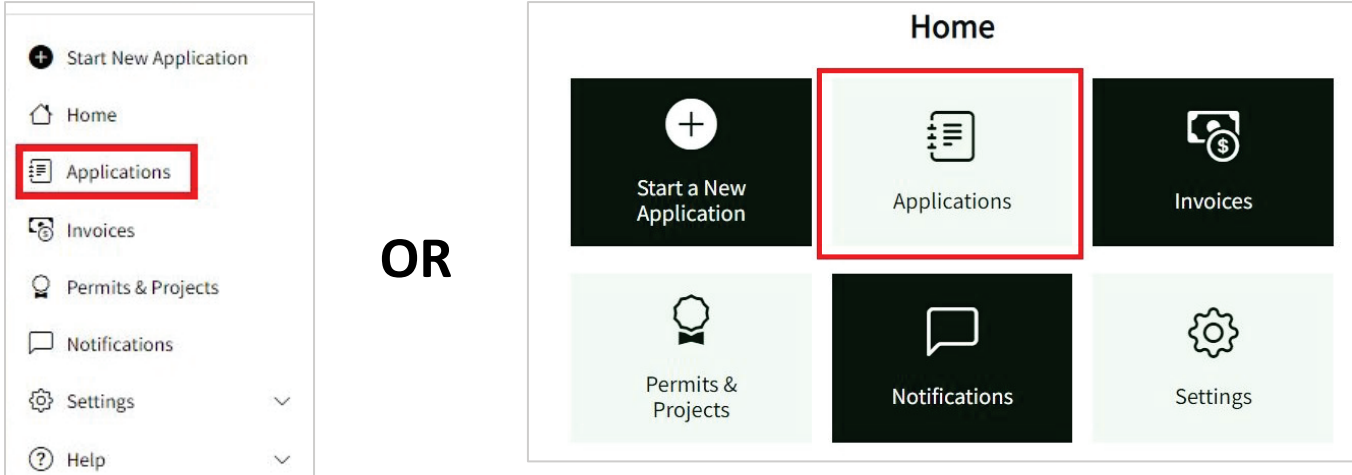 Start New Application
Home
Applications
Invoices
Permits & Projects
Notifications
Settings
Help
OR
Home
Start a New
Application
Applications
Invoices
Permits &
Projects
Notifications
Settings